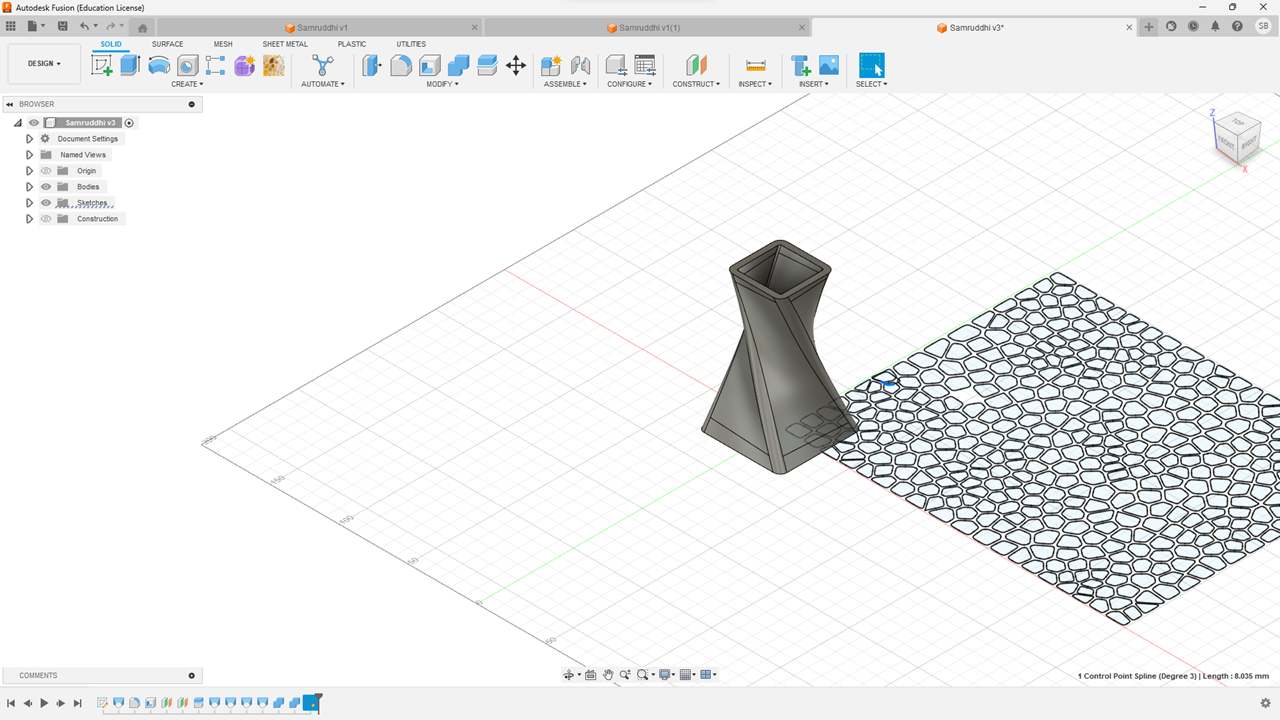 Autodesk Fusion (Education License)
Samruddhi v1
Samruddhi v1(1)
Samruddhi v3*
SB
DESIGN
SOLID
SURFACE
MESH
SHEET METAL
PLASTIC
UTILITIES
CREATE
AUTOMATE
MODIFY
ASSEMBLE
CONFIGURE
CONSTRUCT
INSPECT
INSERT
SELECT
BROWSER
Samruddhi v3
Document Settings
Named Views
Origin
Bodies
Sketches
Construction
Z
TOP
FRONT
RIGHT
X
200
150
100
50
0
50
COMMENTS
1 Control Point Spline (Degree 3) | Length : 8.035 mm